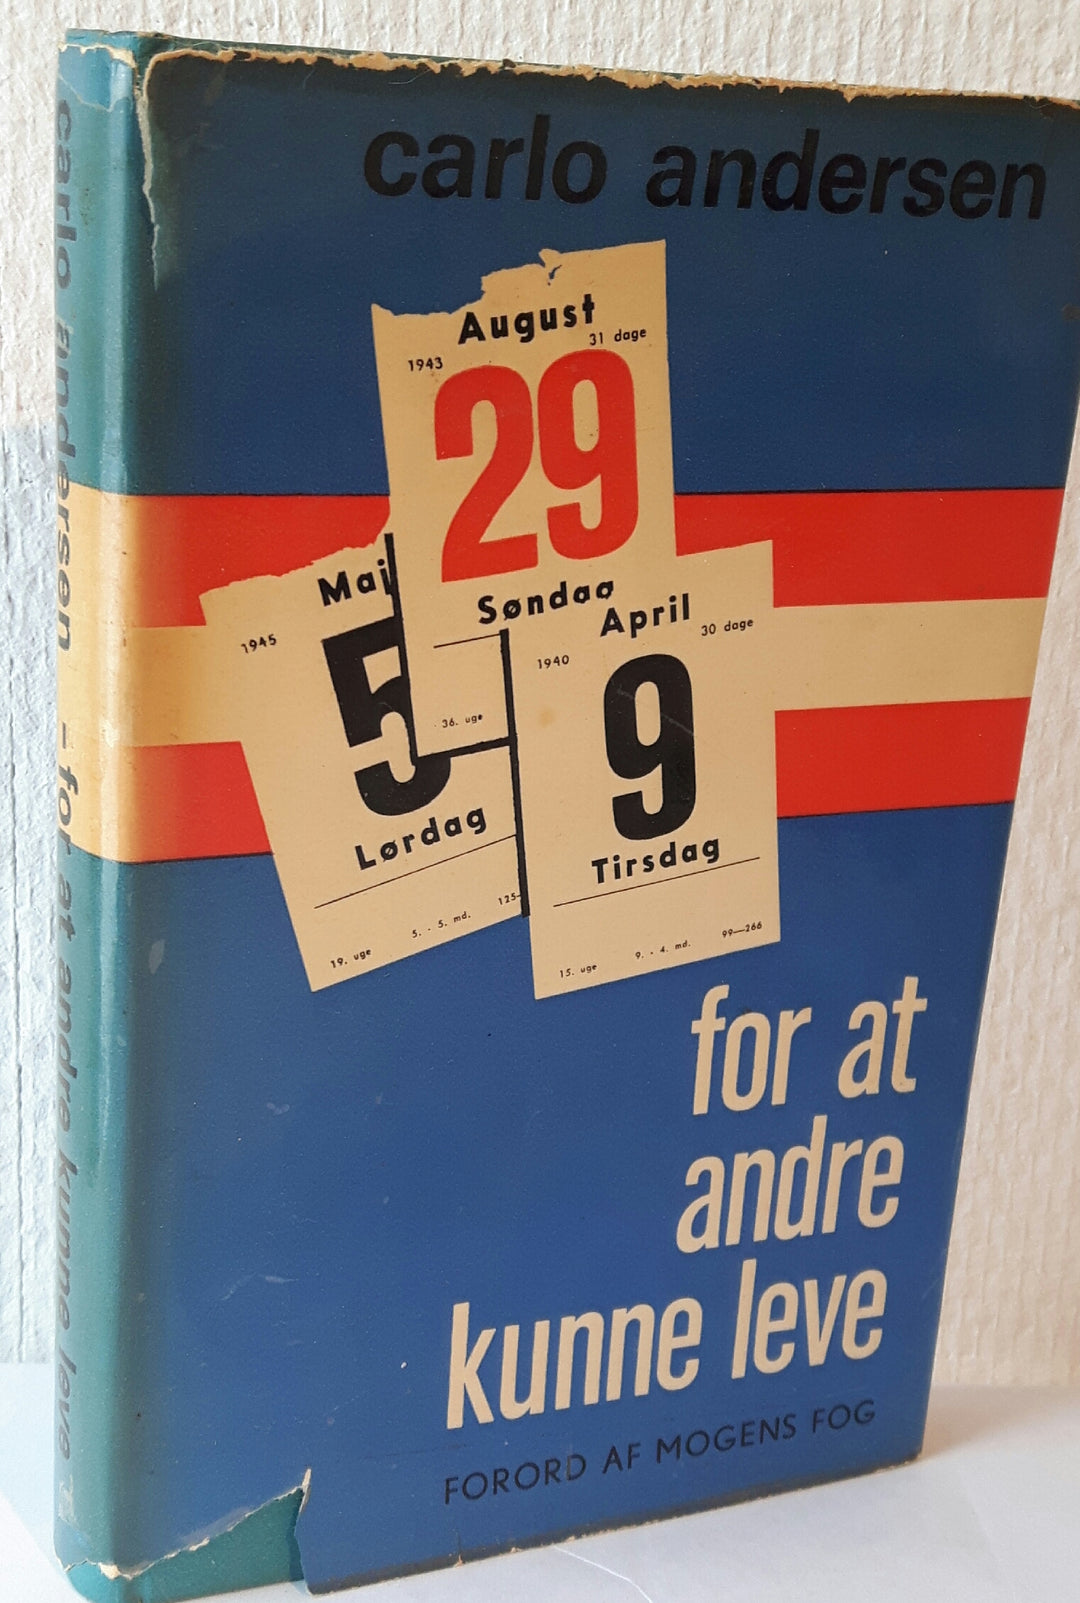 carlo andersen
August
1943 31 dage
29
Søndag
36. uge
Maj
1945
5
Lørdag
125-
19. uge 5. - 5. md.
April
1940 30 dage
9
Tirsdag
15. uge 9. - 4. md. 99—266
for at
andre
kunne leve
FORORD AF MOGENS FOG
carlo andersen – for at andre kunne leve